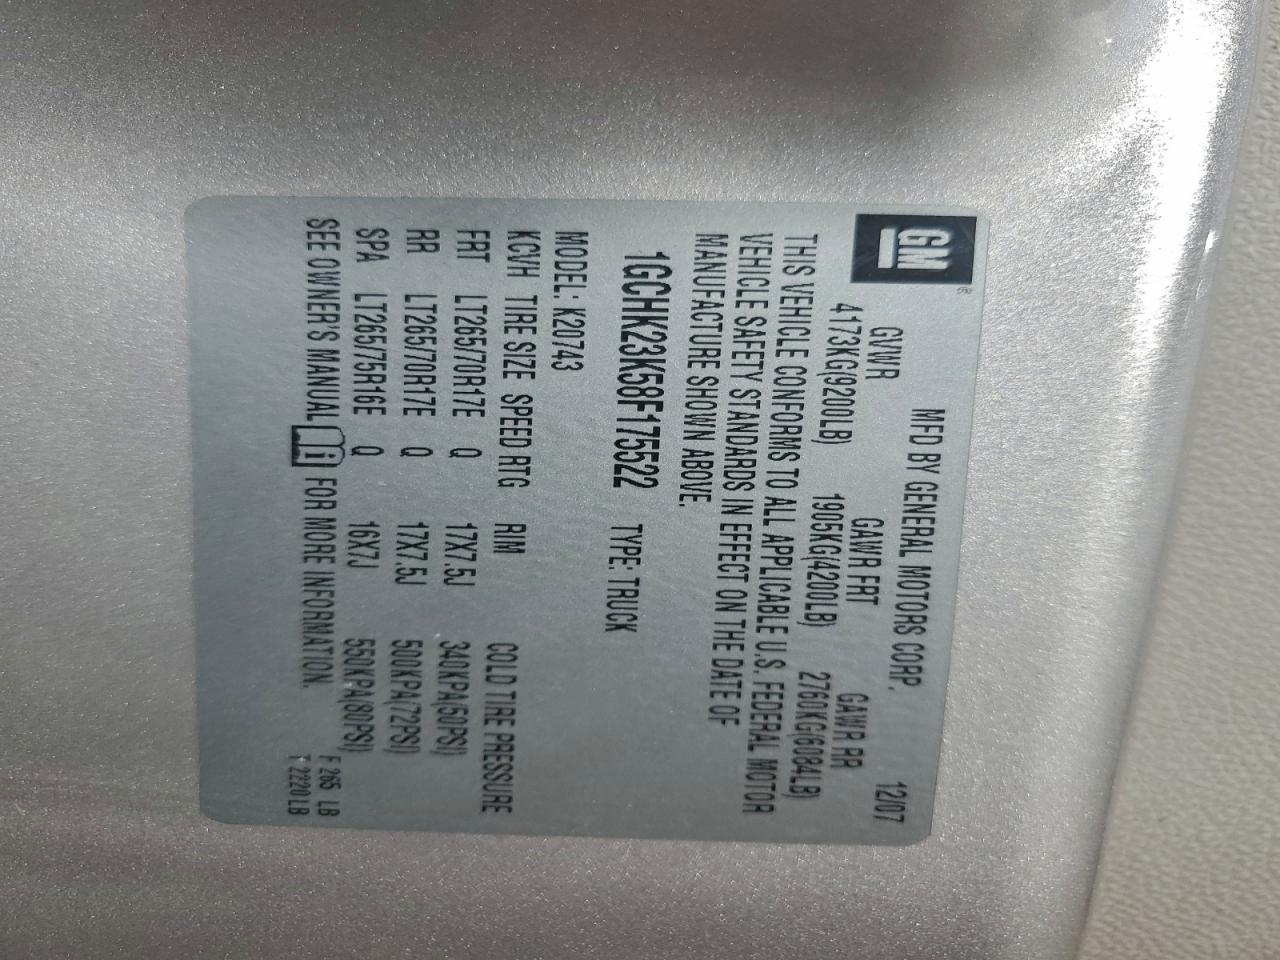 GM®
MFD BY GENERAL MOTORS CORP. 12/07
GVWR GAWR FRT GAWR RR
4173KG(9200LB) 1905KG(4200LB) 2760KG(6084LB)
THIS VEHICLE CONFORMS TO ALL APPLICABLE U.S. FEDERAL MOTOR
VEHICLE SAFETY STANDARDS IN EFFECT ON THE DATE OF
MANUFACTURE SHOWN ABOVE.
1GCHK23K58F175522 TYPE: TRUCK
MODEL: K20743
KCVH TIRE SIZE SPEED RTG RIM COLD TIRE PRESSURE
FRT LT265/70R17E Q 17X7.5J 340KPA(50PSI)
RR LT265/70R17E Q 17X7.5J 500KPA(72PSI)
SPA LT265/75R16E Q 16X7J 550KPA(80PSI)
SEE OWNER'S MANUAL i FOR MORE INFORMATION.
F 265 LB
T 2220LB